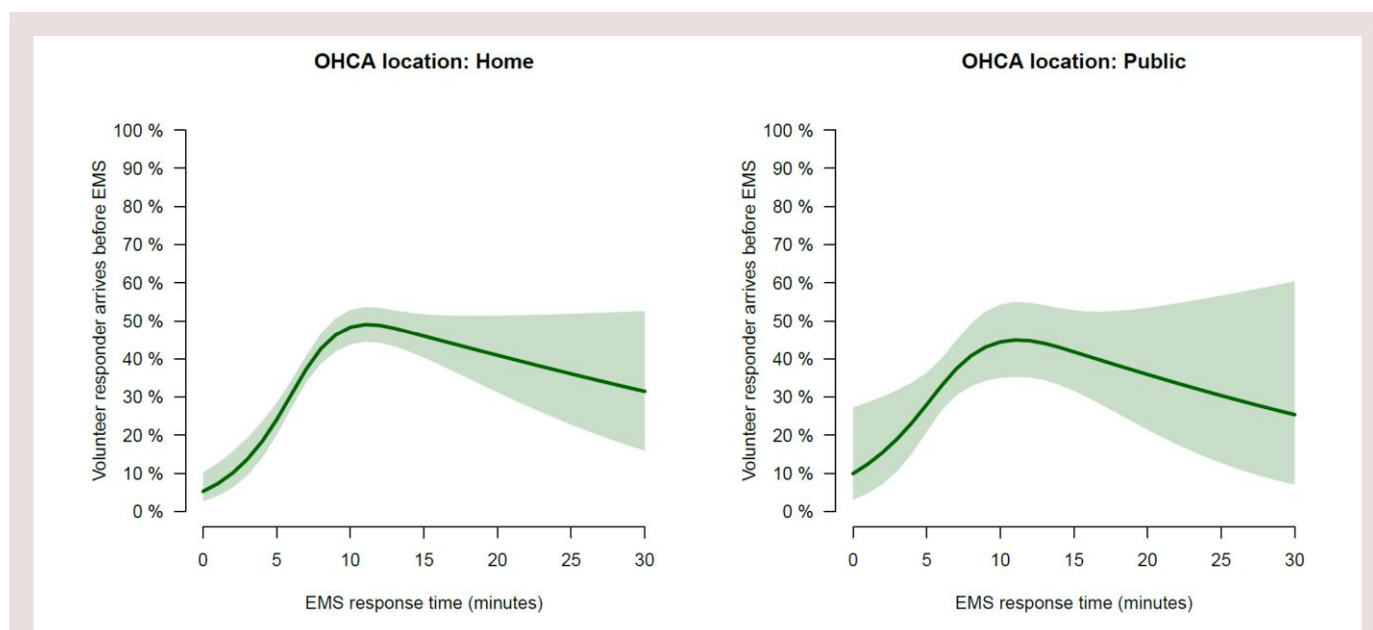 OHCA location: Home
Volunteer responder arrives before EMS
100 %
90 %
80 %
70 %
60 %
50 %
40 %
30 %
20 %
10 %
0 %
0 5 10 15 20 25 30
EMS response time (minutes)
OHCA location: Public
Volunteer responder arrives before EMS
100 %
90 %
80 %
70 %
60 %
50 %
40 %
30 %
20 %
10 %
0 %
0 5 10 15 20 25 30
EMS response time (minutes)